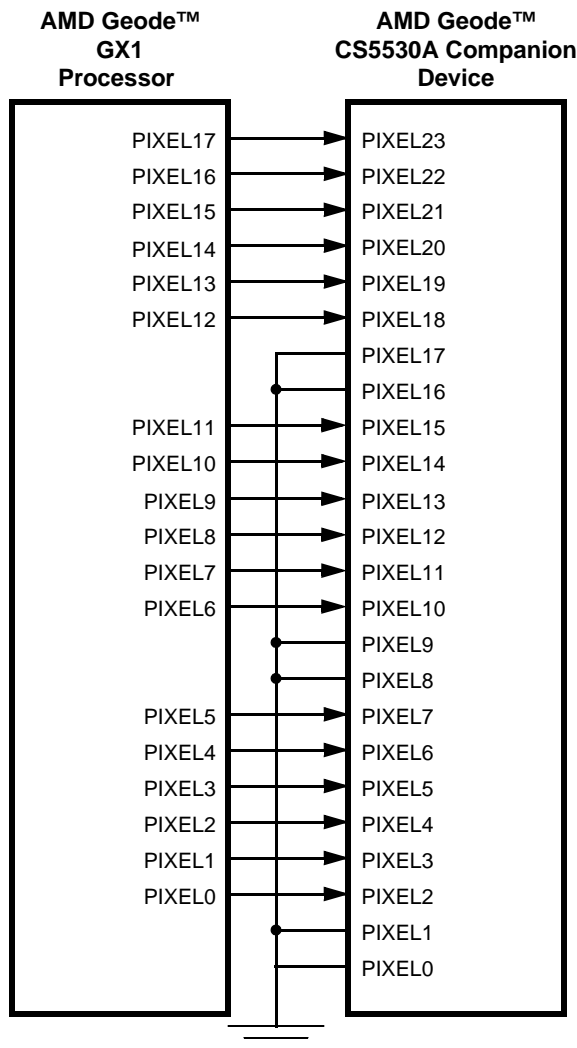 AMD Geode™
GX1
Processor
AMD Geode™
CS5530A Companion
Device
PIXEL17 PIXEL23
PIXEL16 PIXEL22
PIXEL15 PIXEL21
PIXEL14 PIXEL20
PIXEL13 PIXEL19
PIXEL12 PIXEL18
PIXEL17
PIXEL16
PIXEL11 PIXEL15
PIXEL10 PIXEL14
PIXEL9 PIXEL13
PIXEL8 PIXEL12
PIXEL7 PIXEL11
PIXEL6 PIXEL10
PIXEL9
PIXEL8
PIXEL5 PIXEL7
PIXEL4 PIXEL6
PIXEL3 PIXEL5
PIXEL2 PIXEL4
PIXEL1 PIXEL3
PIXEL0 PIXEL2
PIXEL1
PIXEL0